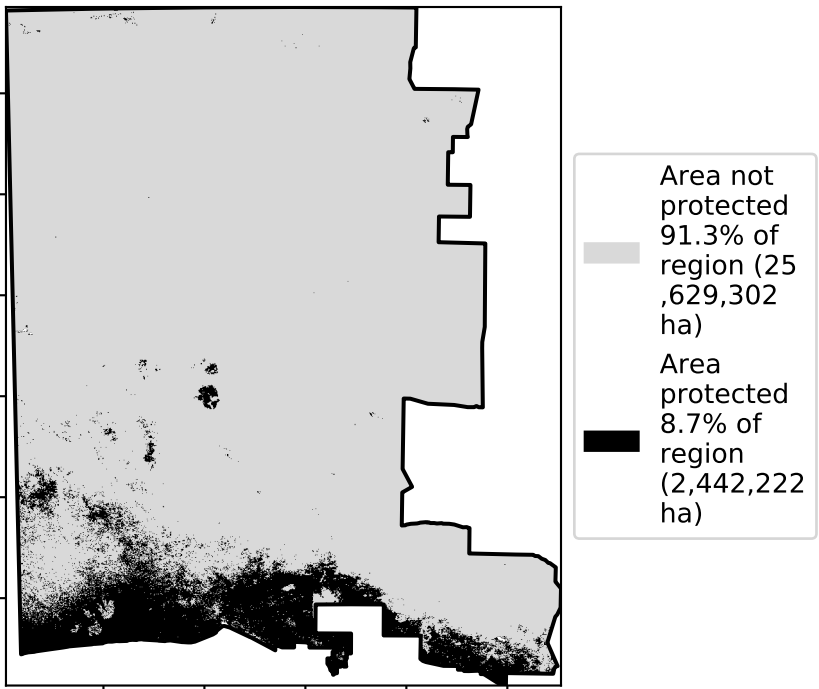 Area not
protected
91.3% of
region (25
,629,302
ha)
Area
protected
8.7% of
region
(2,442,222
ha)